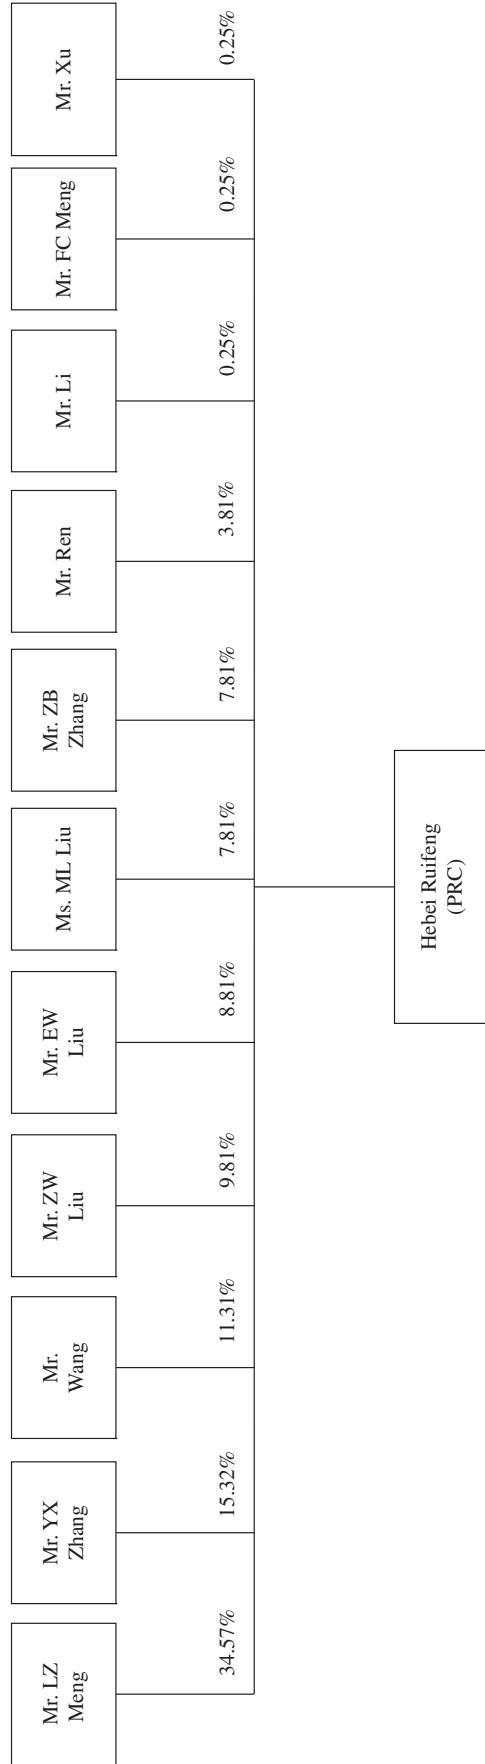 Mr. LZ
Meng
Mr. YX
Zhang
Mr.
Wang
Mr. ZW
Liu
Mr. EW
Liu
Ms. ML Liu
Mr. ZB
Zhang
Mr. Ren
Mr. Li
Mr. FC Meng
Mr. Xu
34.57%
15.32%
11.31%
9.81%
8.81%
7.81%
7.81%
3.81%
0.25%
0.25%
0.25%
Hebei Ruifeng
(PRC)